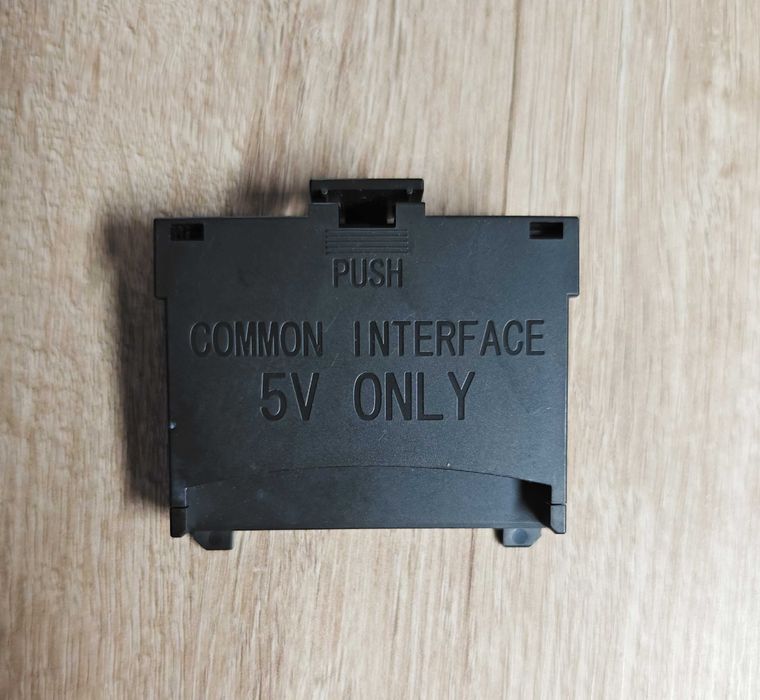 PUSH
COMMON INTERFACE
5V ONLY